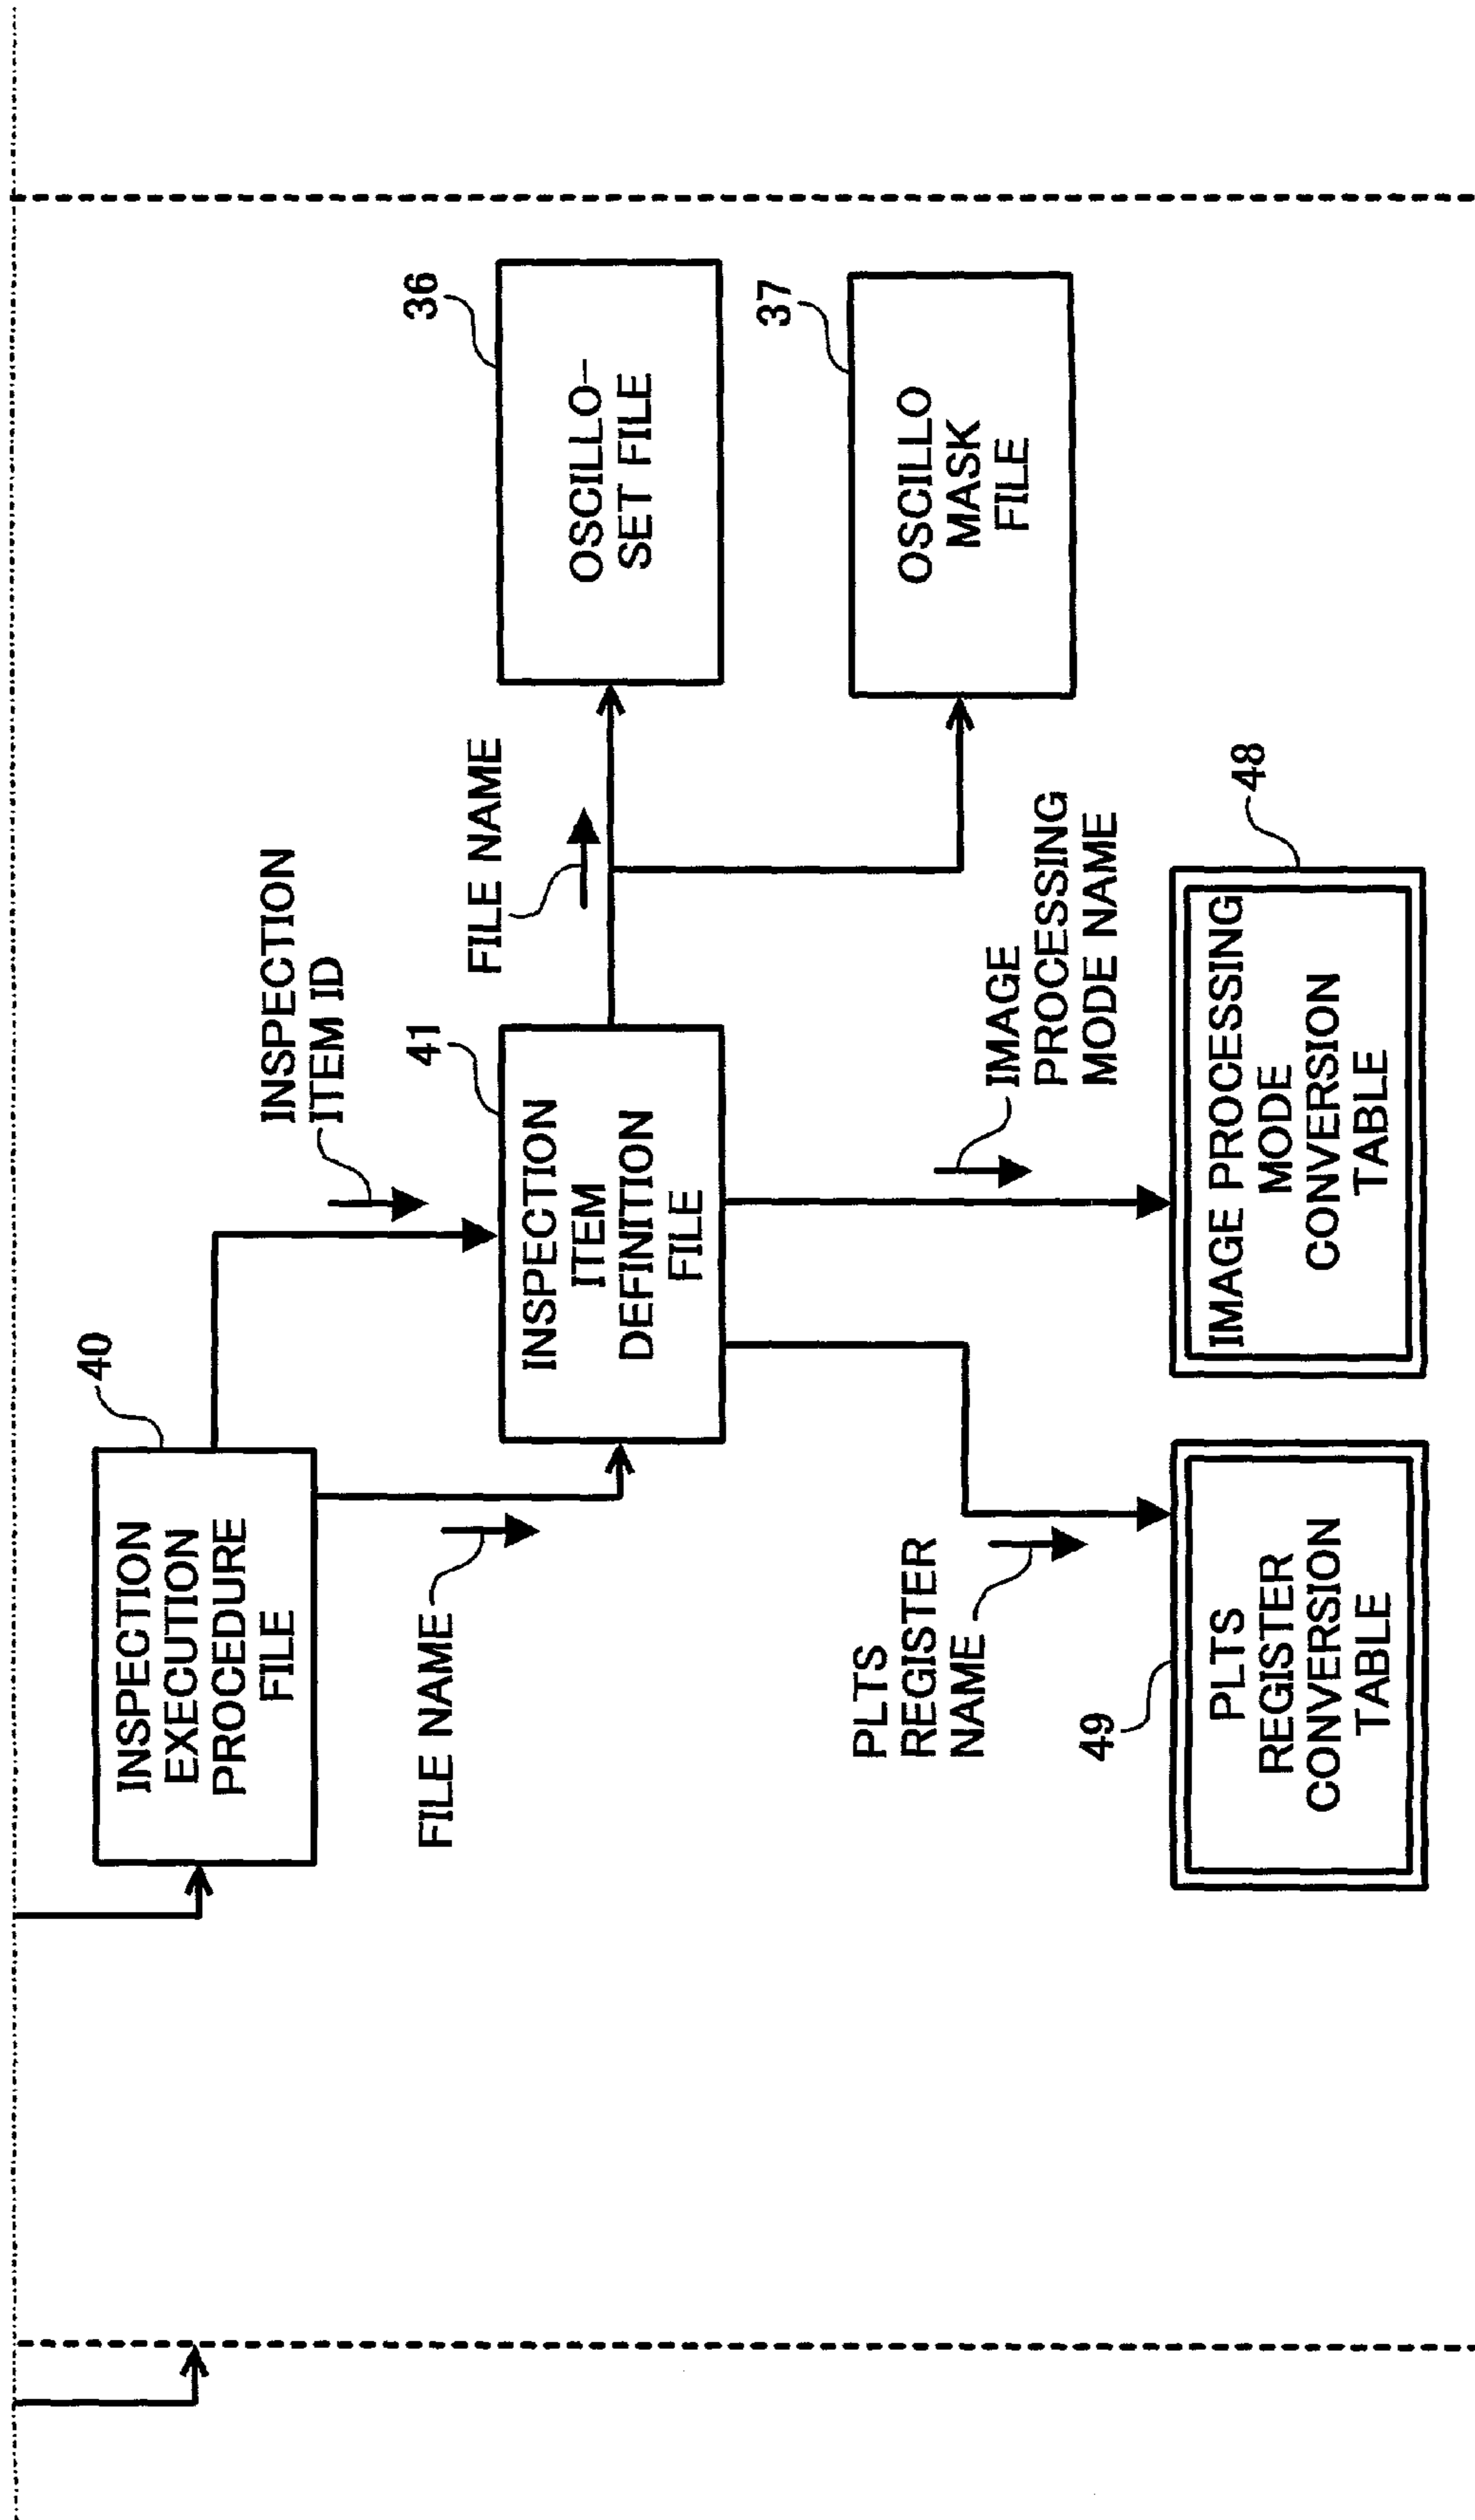 40
INSPECTION
EXECUTION
PROCEDURE
FILE
INSPECTION
ITEM ID
FILE NAME
41
INSPECTION
ITEM
DEFINITION
FILE
FILE NAME
36
OSCILLO-
SET FILE
37
OSCILLO
MASK
FILE
PLTS
REGISTER
NAME
IMAGE
PROCESSING
MODE NAME
49
PLTS
REGISTER
CONVERSION
TABLE
48
IMAGE PROCESSING
MODE
CONVERSION
TABLE